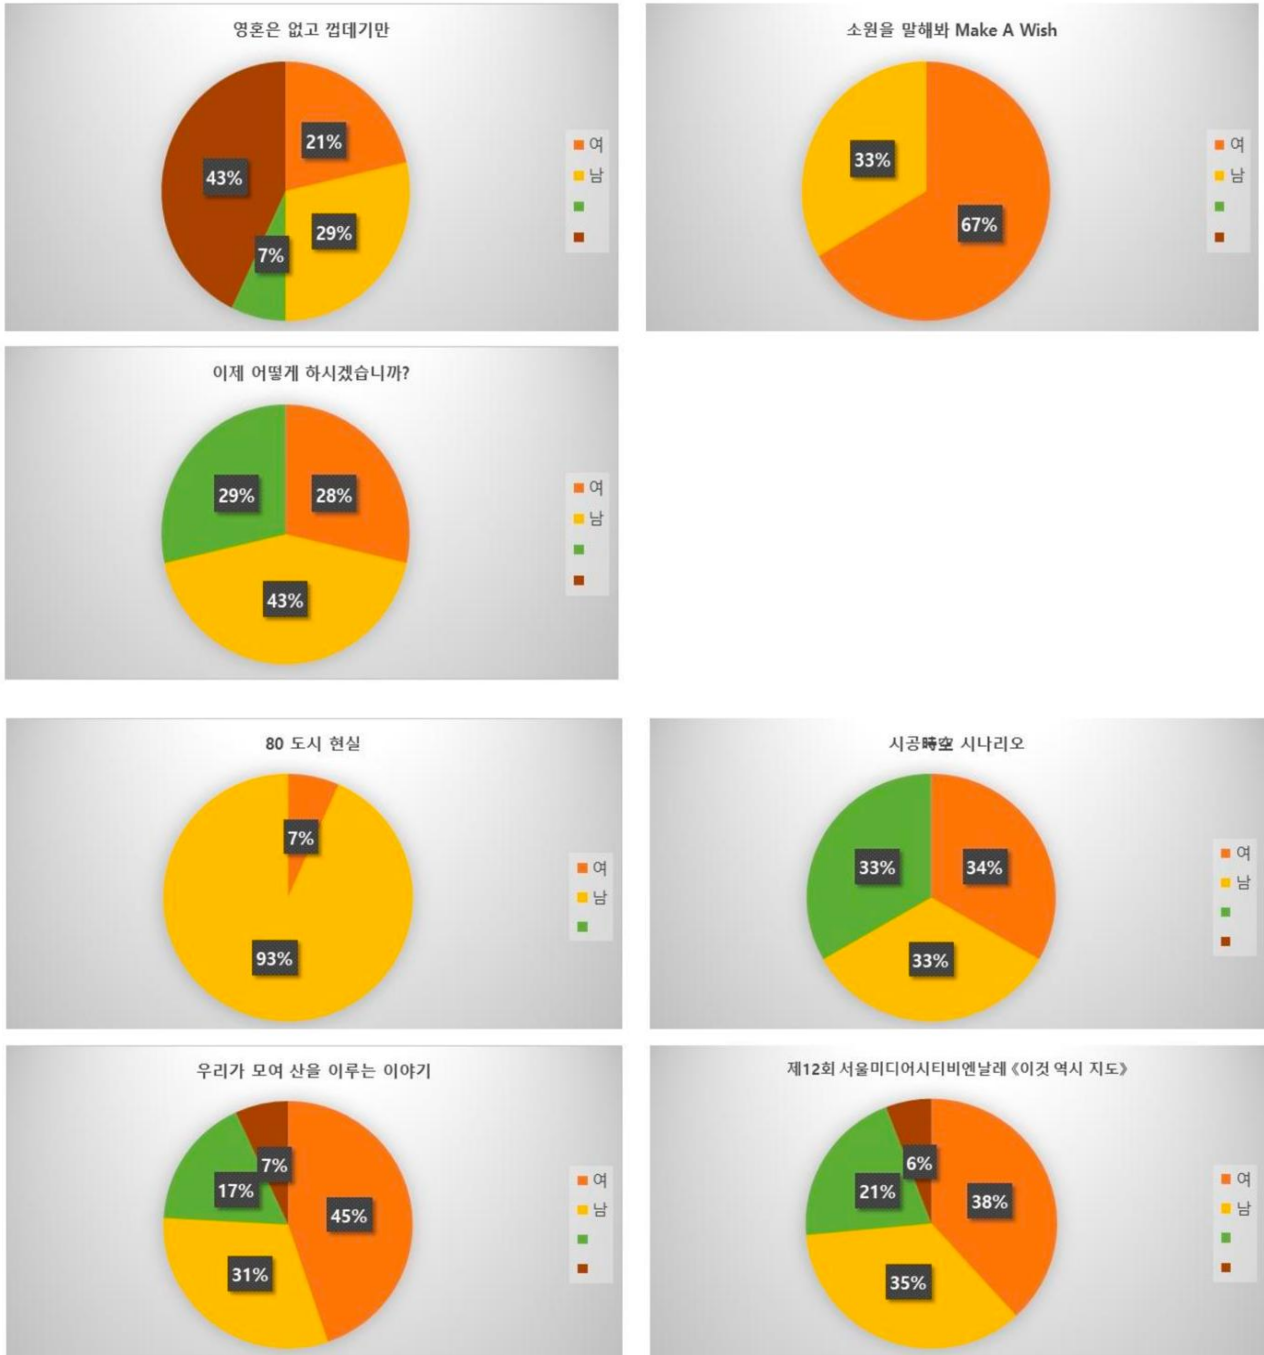 영혼은 없고 껍데기만
21%
43%
29%
7%
여
남
소원을 말해봐 Make A Wish
33%
67%
여
남
이제 어떻게 하시겠습니까?
29%
28%
43%
여
남
80 도시 현실
7%
93%
여
남
시공時空 시나리오
33%
34%
33%
여
남
우리가 모여 산을 이루는 이야기
7%
17%
45%
31%
여
남
제12회 서울미디어시티비엔날레 《이것 역시 지도》
6%
21%
38%
35%
여
남